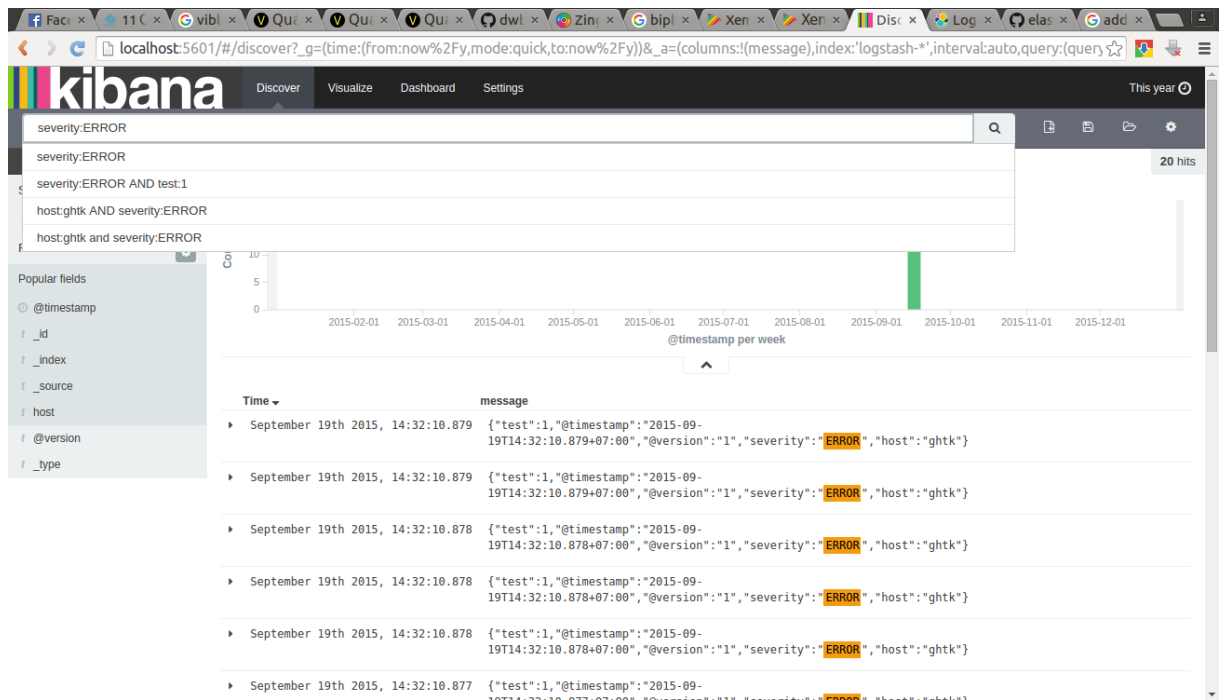 Face
11 (
vibl
Quả
Quả
Quả
dwb
Zing
bipl
Xen
Xen
Disc
Log
elas
add
localhost:5601/#/discover?_g=(time:(from:now%2Fy,mode:quick,to:now%2Fy))&_a=(columns:!(message),index:'logstash-*',interval:auto,query:(query
kibana
Discover Visualize Dashboard Settings This year
severity:ERROR
severity:ERROR
20 hits
severity:ERROR AND test:1
host:ghtk AND severity:ERROR
host:ghtk and severity:ERROR
10
Popular fields
5
@timestamp
0
2015-02-01 2015-03-01 2015-04-01 2015-05-01 2015-06-01 2015-07-01 2015-08-01 2015-09-01 2015-10-01 2015-11-01 2015-12-01
_id
@timestamp per week
_index
_source
Time message
host
@version
_type
September 19th 2015, 14:32:10.879 {"test":1,"@timestamp":"2015-09-
19T14:32:10.879+07:00","@version":"1","severity":"ERROR","host":"ghtk"}
September 19th 2015, 14:32:10.879 {"test":1,"@timestamp":"2015-09-
19T14:32:10.879+07:00","@version":"1","severity":"ERROR","host":"ghtk"}
September 19th 2015, 14:32:10.878 {"test":1,"@timestamp":"2015-09-
19T14:32:10.878+07:00","@version":"1","severity":"ERROR","host":"ghtk"}
September 19th 2015, 14:32:10.878 {"test":1,"@timestamp":"2015-09-
19T14:32:10.878+07:00","@version":"1","severity":"ERROR","host":"ghtk"}
September 19th 2015, 14:32:10.878 {"test":1,"@timestamp":"2015-09-
19T14:32:10.878+07:00","@version":"1","severity":"ERROR","host":"ghtk"}
September 19th 2015, 14:32:10.877 {"test":1,"@timestamp":"2015-09-